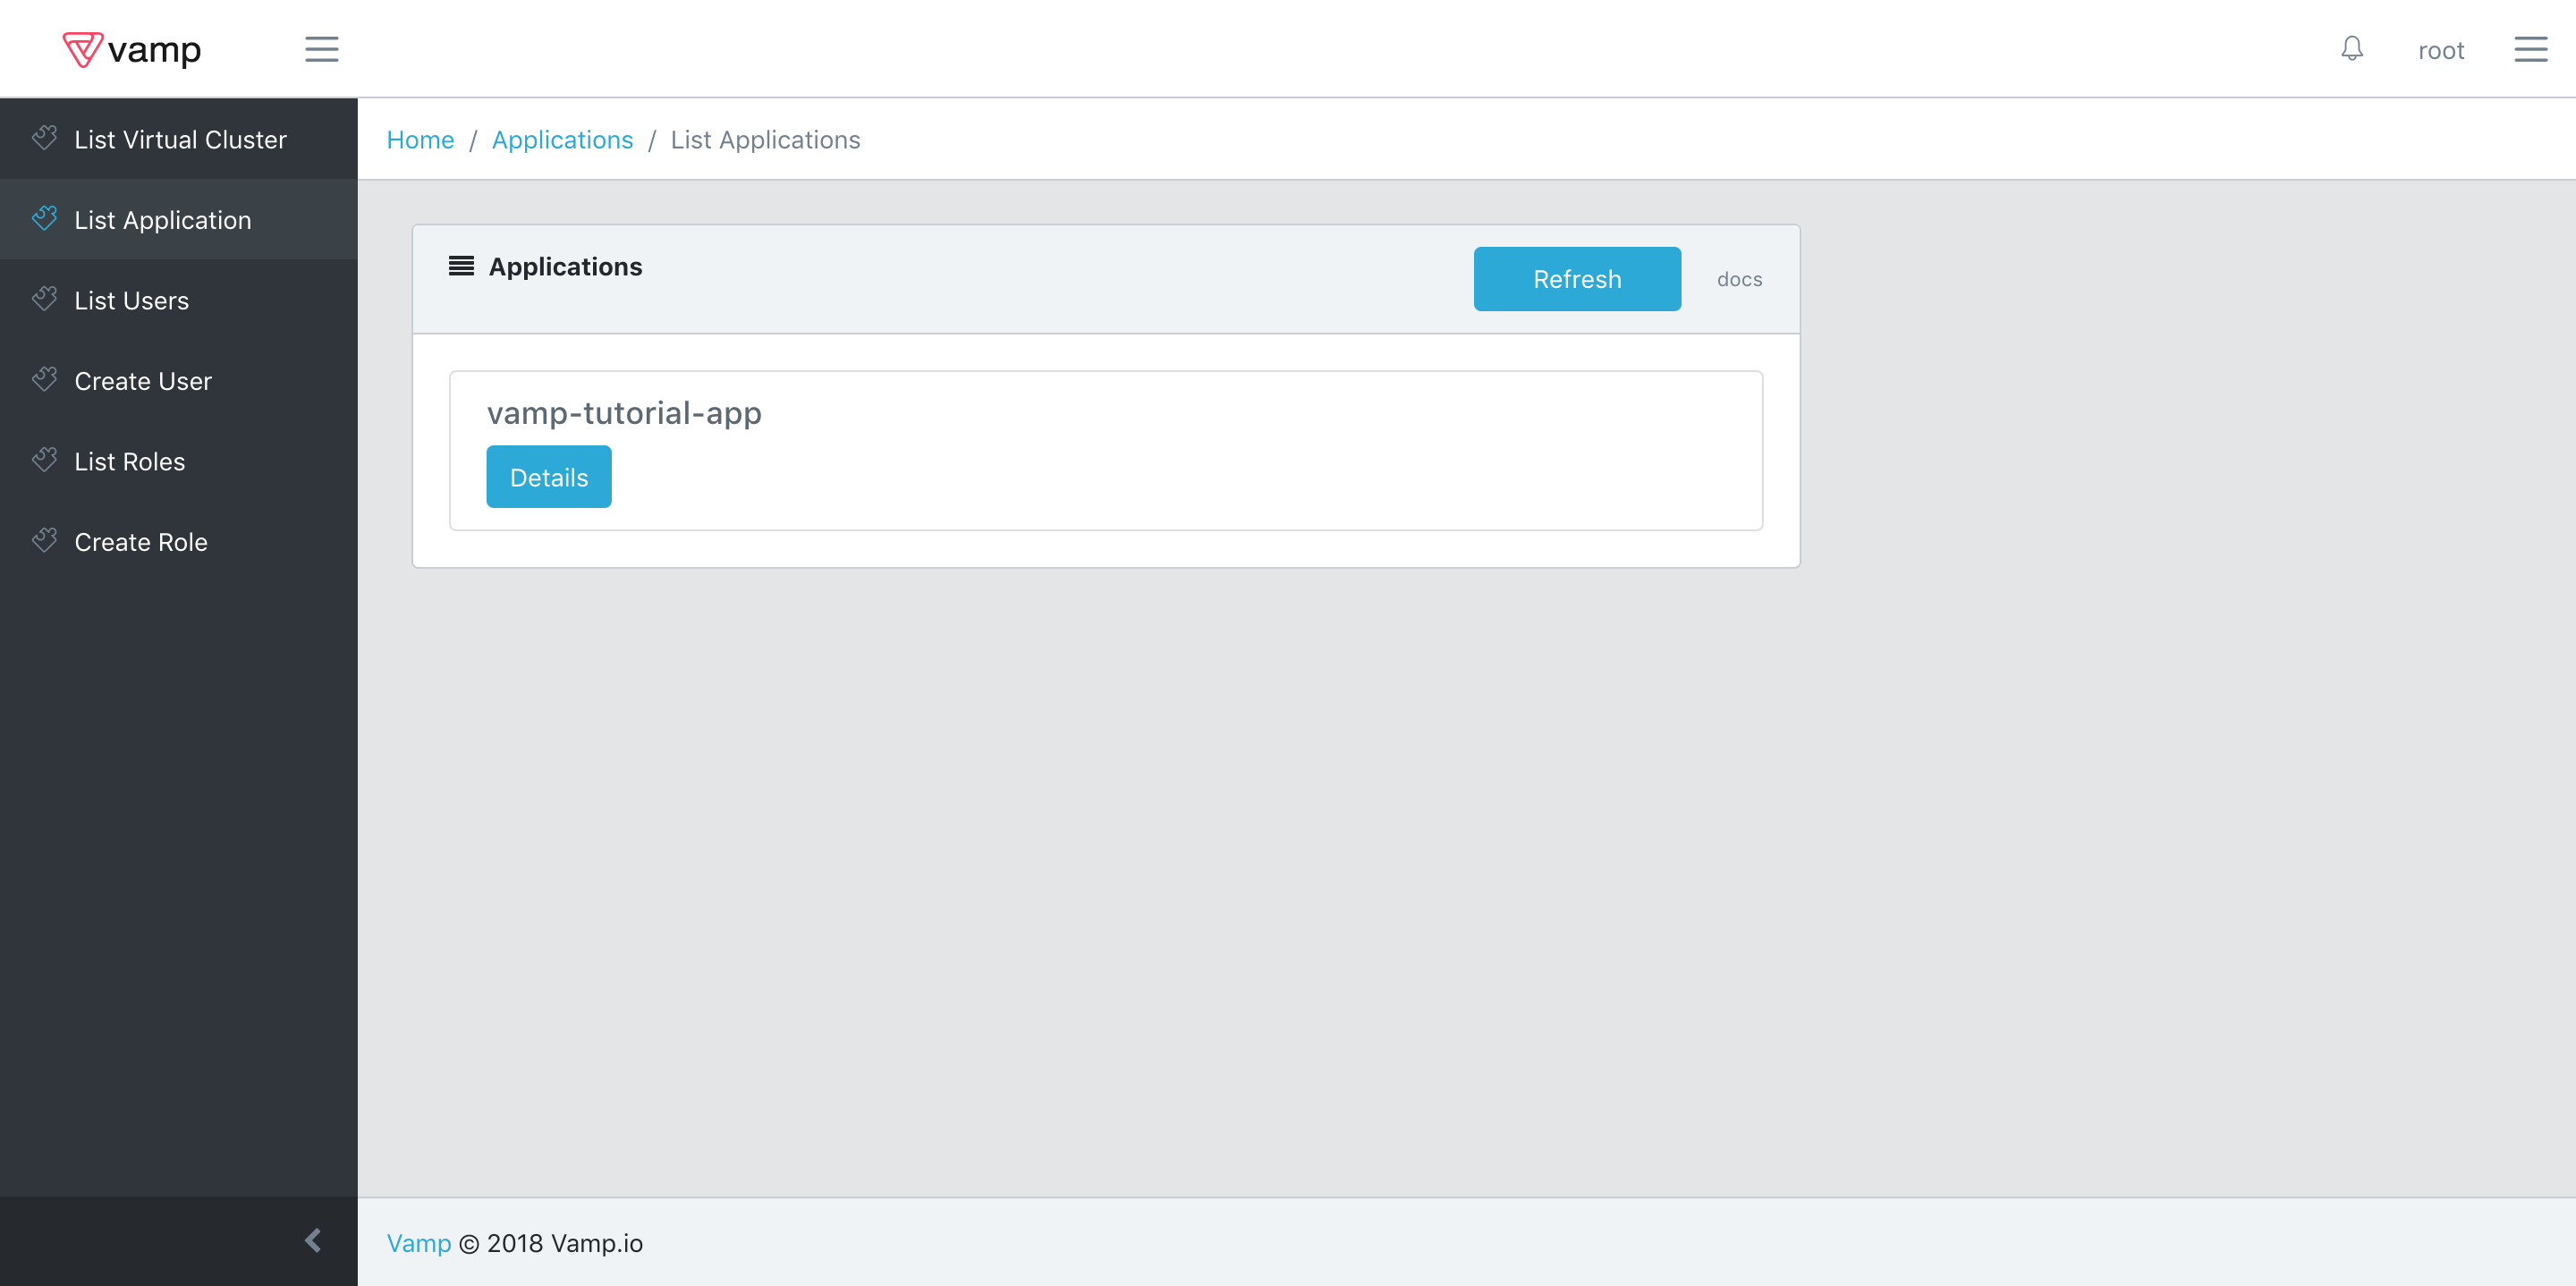 vamp
root
List Virtual Cluster
List Application
List Users
Create User
List Roles
Create Role
Home / Applications / List Applications
Applications
Refresh
docs
vamp-tutorial-app
Details
Vamp © 2018 Vamp.io